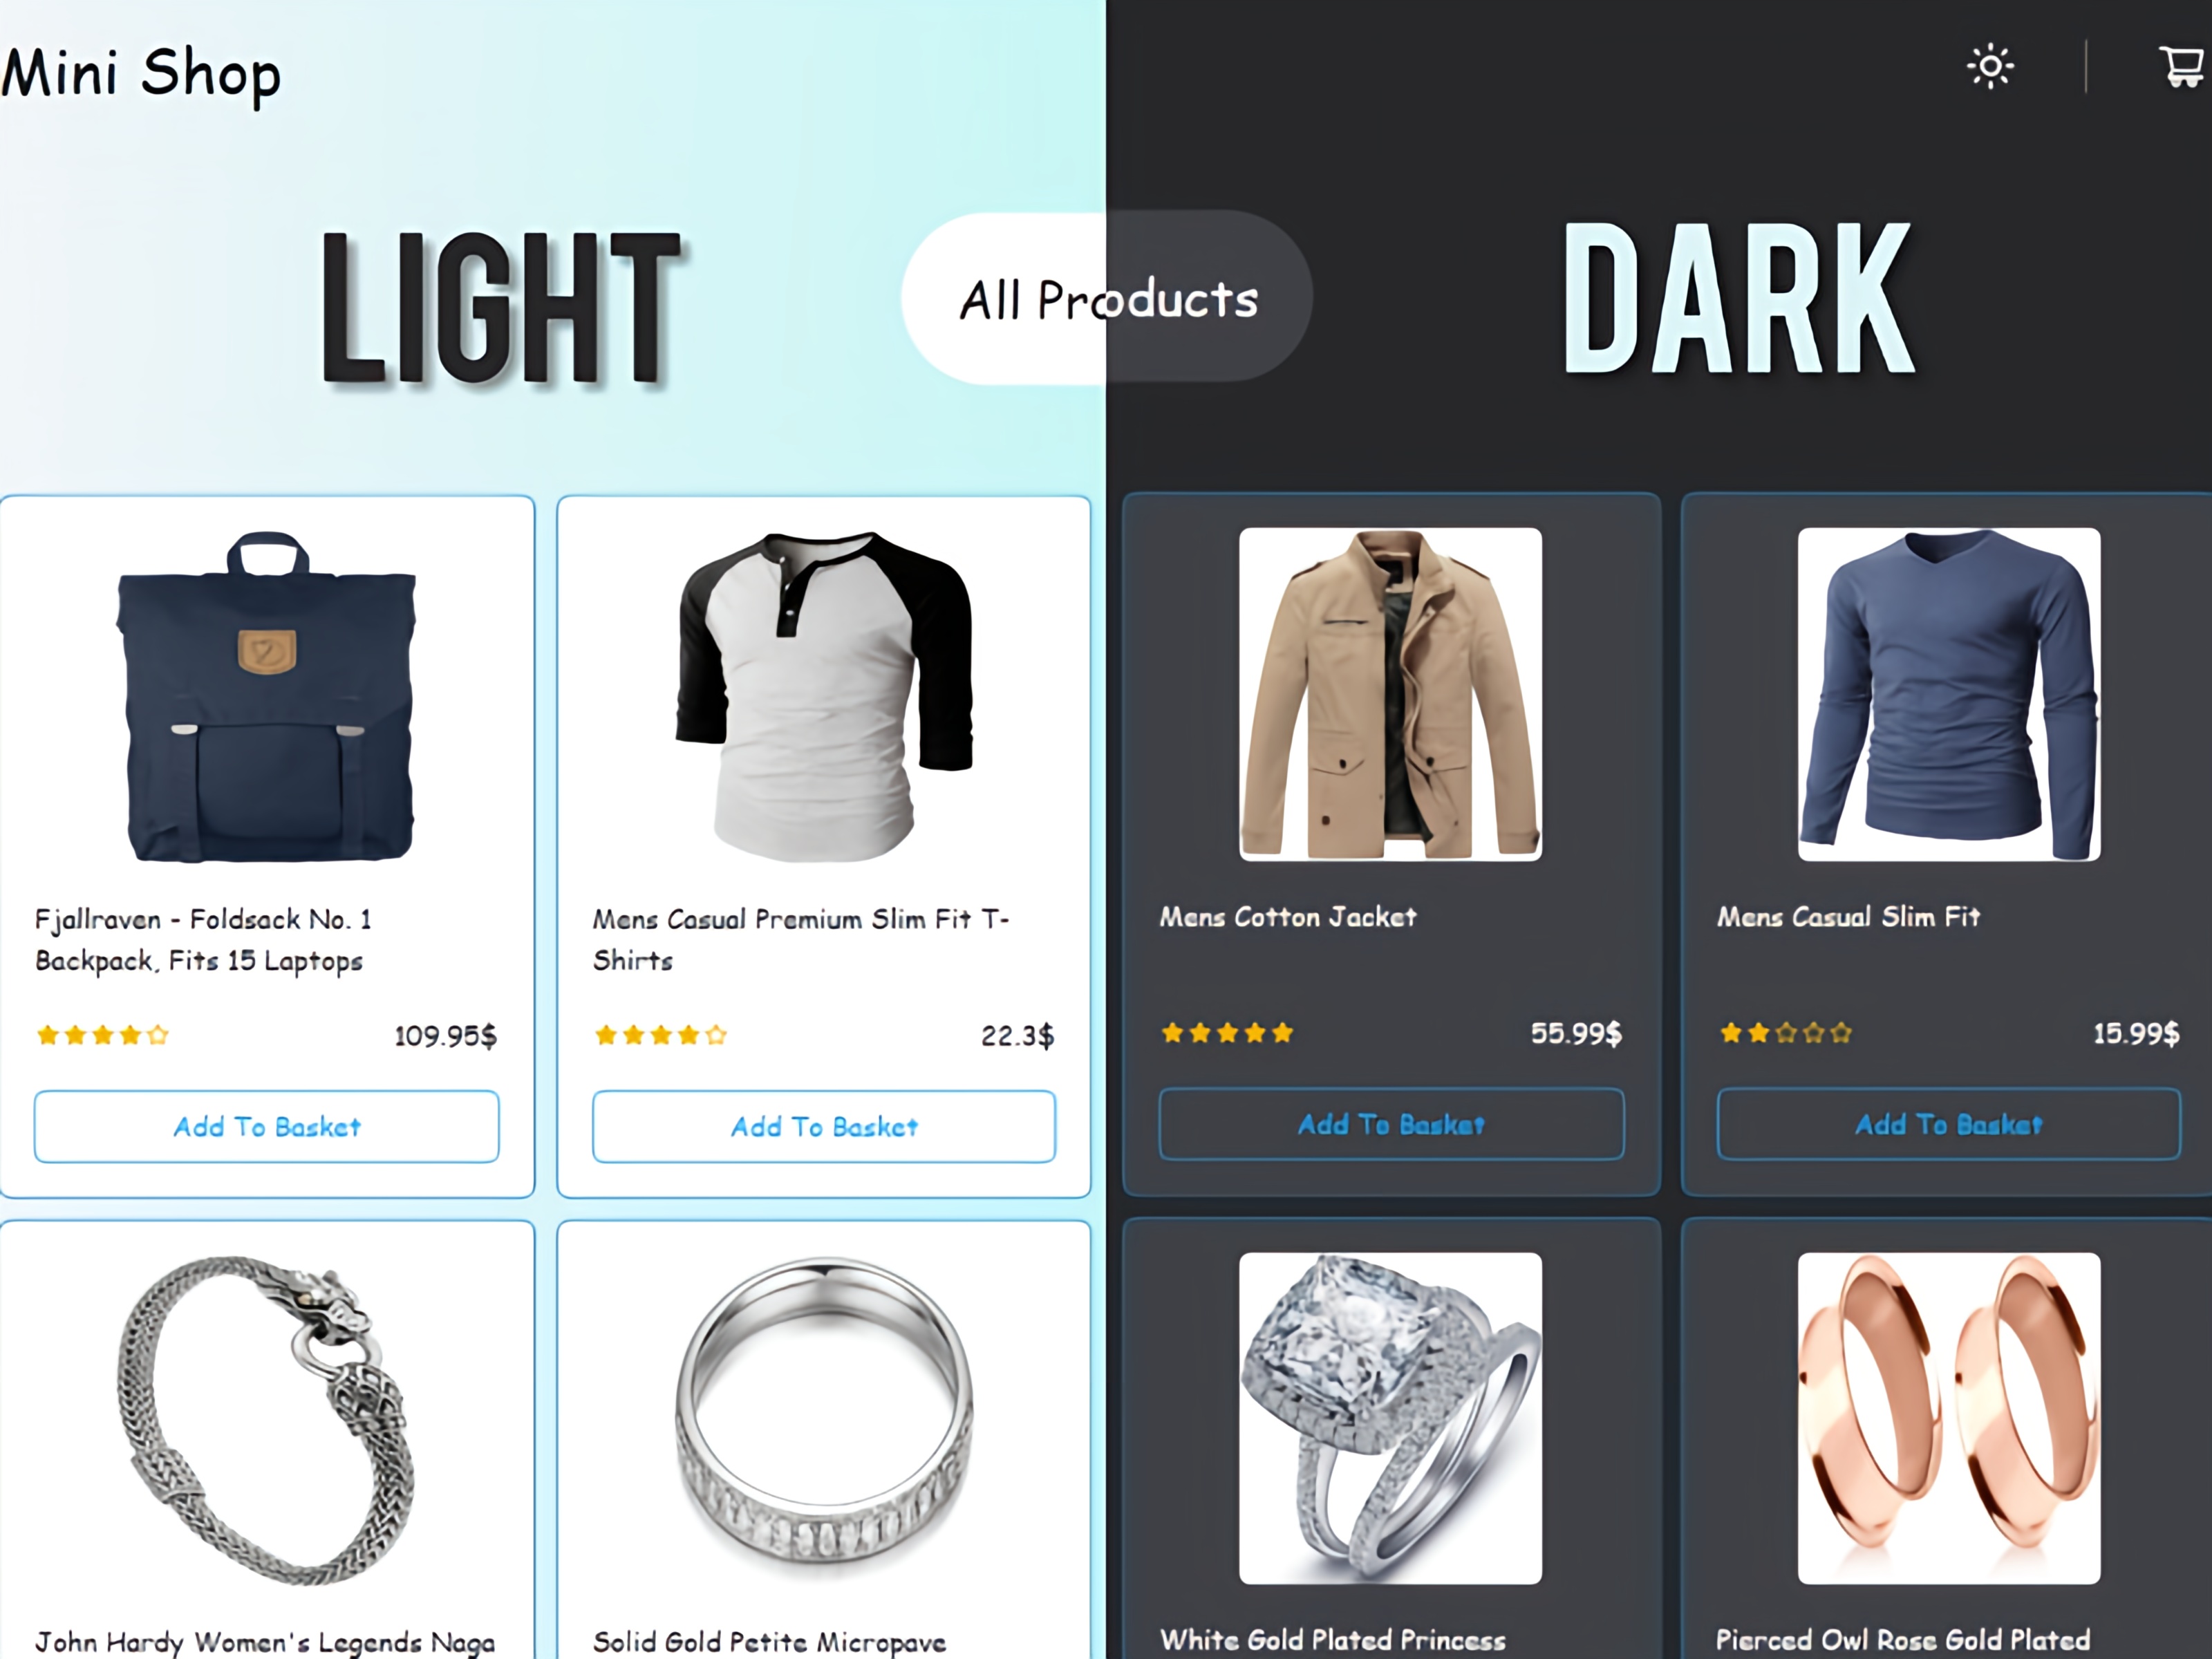 Mini Shop
LIGHT
All Products
DARK
Fjallraven - Foldsack No. 1
Backpack, Fits 15 Laptops
109.95$
Add To Basket
Mens Casual Premium Slim Fit T-
Shirts
22.3$
Add To Basket
Mens Cotton Jacket
55.99$
Add To Basket
Mens Casual Slim Fit
15.99$
Add To Basket
John Hardy Women's Legends Naga
Solid Gold Petite Micropave
White Gold Plated Princess
Pierced Owl Rose Gold Plated